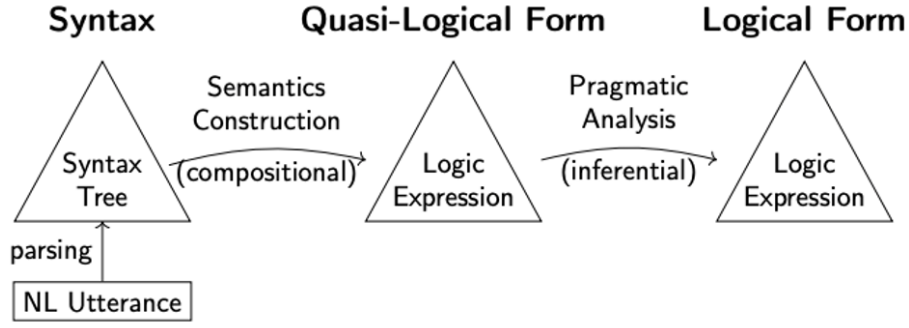 Syntax
Quasi-Logical Form
Logical Form
Semantics
Construction
(compositional)
Pragmatic
Analysis
(inferential)
Syntax
Tree
Logic
Expression
Logic
Expression
parsing
NL Utterance